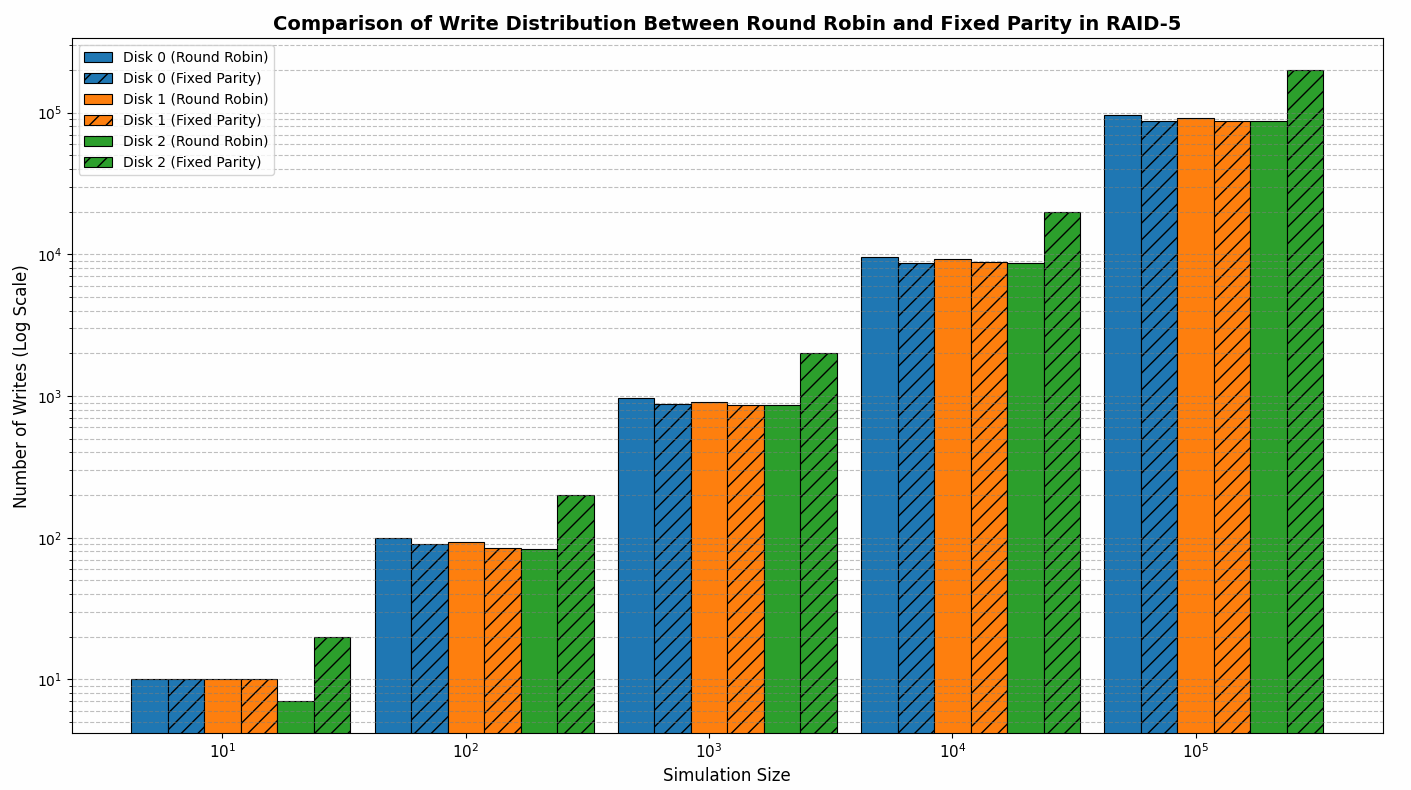 Comparison of Write Distribution Between Round Robin and Fixed Parity in RAID-5
Disk 0 (Round Robin)
Disk 0 (Fixed Parity)
Disk 1 (Round Robin)
Disk 1 (Fixed Parity)
Disk 2 (Round Robin)
Disk 2 (Fixed Parity)
Number of Writes (Log Scale)
10⁵
10⁴
10³
10²
10¹
10¹ 10² 10³ 10⁴ 10⁵
Simulation Size